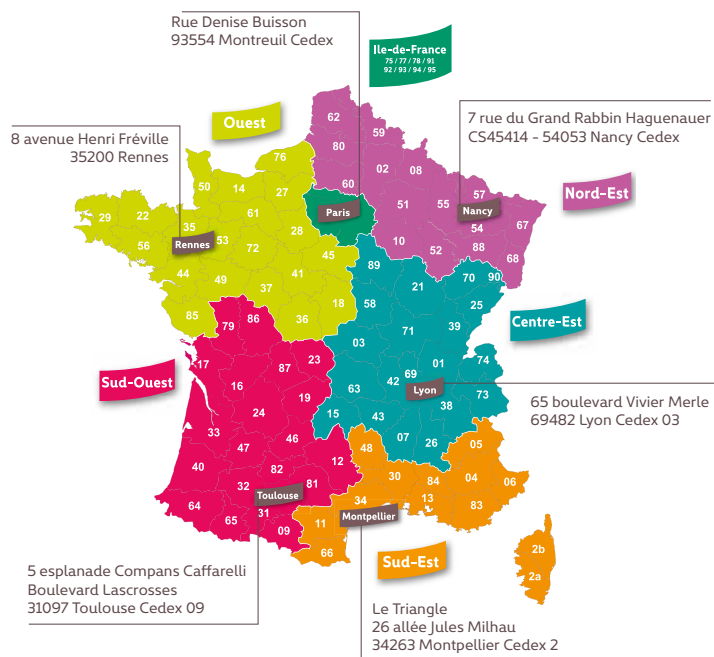 Rue Denise Buisson
93554 Montreuil Cedex
Ile-de-France
75 / 77 / 78 / 91
92 / 93 / 94 / 95
Ouest
8 avenue Henri Fréville
35200 Rennes
7 rue du Grand Rabbin Haguenauer
CS45414 - 54053 Nancy Cedex
Nord-Est
62
59
80
02
08
60
51
55
57
Nancy
54
67
10
52
88
68
Paris
76
50
14
27
29
22
35
61
28
56
Rennes
53
72
45
44
49
37
41
18
85
36
89
21
70
90
58
25
71
39
Centre-Est
03
01
74
42
69
Lyon
63
73
38
15
43
07
26
65 boulevard Vivier Merle
69482 Lyon Cedex 03
Sud-Ouest
79
86
17
87
23
16
19
24
33
46
47
12
40
82
32
81
Toulouse
31
64
65
09
48
05
30
84
04
06
34
13
83
Montpellier
11
66
Sud-Est
2b
2a
5 esplanade Compans Caffarelli
Boulevard Lascrosses
31097 Toulouse Cedex 09
Le Triangle
26 allée Jules Milhau
34263 Montpellier Cedex 2